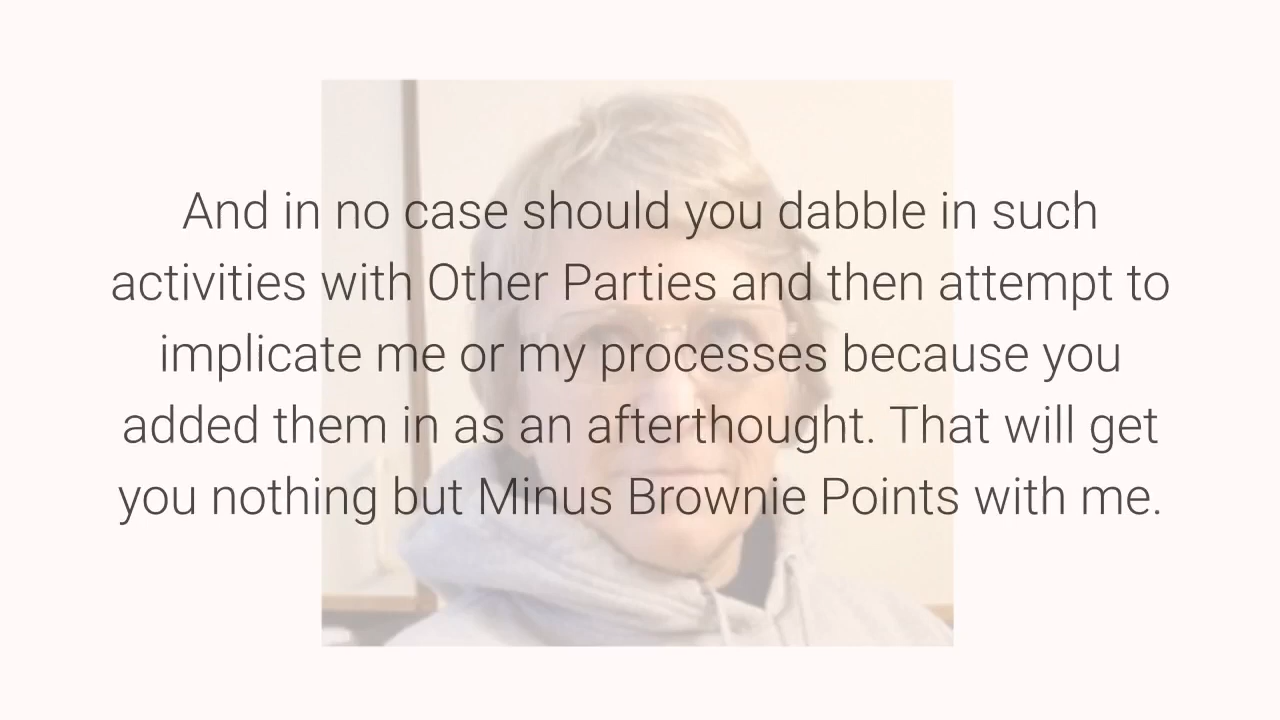 And in no case should you dabble in such
activities with Other Parties and then attempt to
implicate me or my processes because you
added them in as an afterthought. That will get
you nothing but Minus Brownie Points with me.